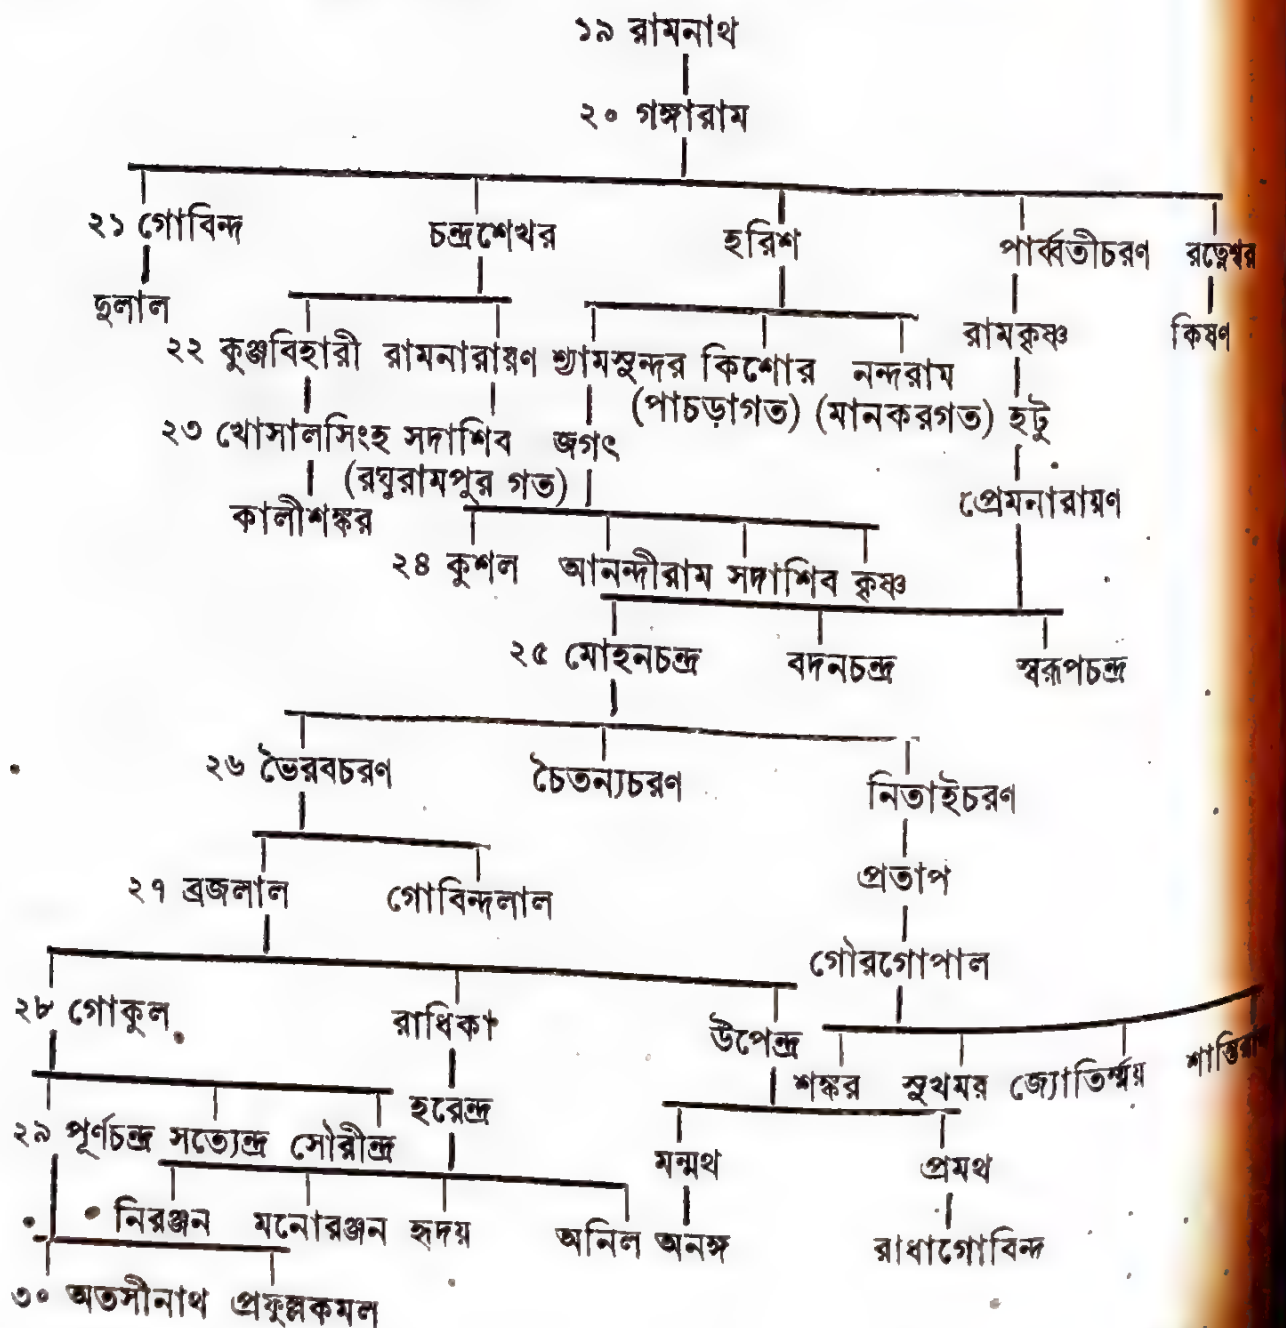 ১৯ রামনাথ
২০ গঙ্গারাম
২১ গোবিন্দ চন্দ্রশেখর হরিশ পার্ব্বতীচরণ রত্নেশ্বর
দুলাল রামকৃষ্ণ কিষণ
২২ কুঞ্জবিহারী রামনারায়ণ শ্যামসুন্দর কিশোর নন্দরাম
(পাচড়াগত) (মানকরগত) হটু
২৩ খোসালসিংহ সদাশিব জগৎ
(রঘুরামপুর গত)
কালীশঙ্কর প্রেমনারায়ণ
২৪ কুশল আনন্দীরাম সদাশিব কৃষ্ণ
২৫ মোহনচন্দ্র বদনচন্দ্র স্বরূপচন্দ্র
২৬ ভৈরবচরণ চৈতন্যচরণ নিতাইচরণ
২৭ ব্রজলাল গোবিন্দলাল প্রতাপ
গৌরগোপাল
২৮ গোকুল রাধিকা উপেন্দ্র
শঙ্কর সুখময় জ্যোতির্ম্ময়
২৯ পূর্ণচন্দ্র সত্যেন্দ্র সৌরীন্দ্র হরেন্দ্র
মন্মথ প্রমথ
নিরঞ্জন মনোরঞ্জন হৃদয় অনিল অনঙ্গ রাধাগোবিন্দ
৩০ অতসীনাথ প্রফুল্লকমল